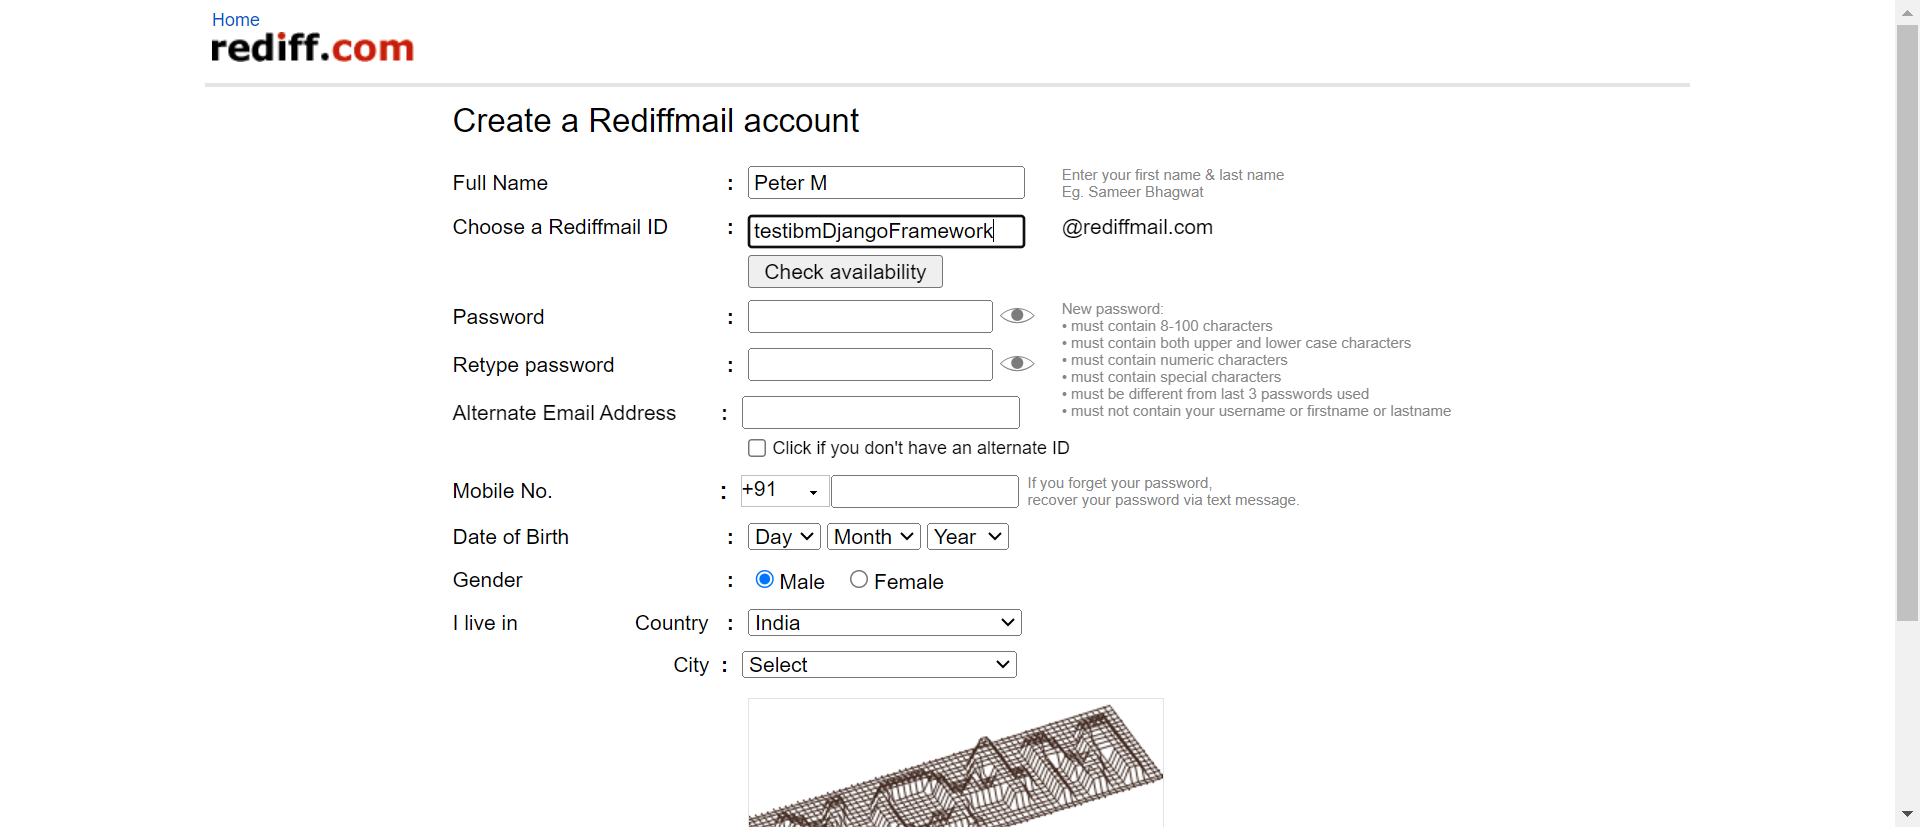 Home
rediff.com
Create a Rediffmail account
Full Name : Peter M
Enter your first name & last name
Eg. Sameer Bhagwat
Choose a Rediffmail ID : testibmDjangoFramework @rediffmail.com
Check availability
Password :
Retype password :
New password:
• must contain 8-100 characters
• must contain both upper and lower case characters
• must contain numeric characters
• must contain special characters
• must be different from last 3 passwords used
• must not contain your username or firstname or lastname
Alternate Email Address :
Click if you don't have an alternate ID
Mobile No. : +91
If you forget your password,
recover your password via text message.
Date of Birth : Day Month Year
Gender : Male Female
I live in Country : India
City : Select